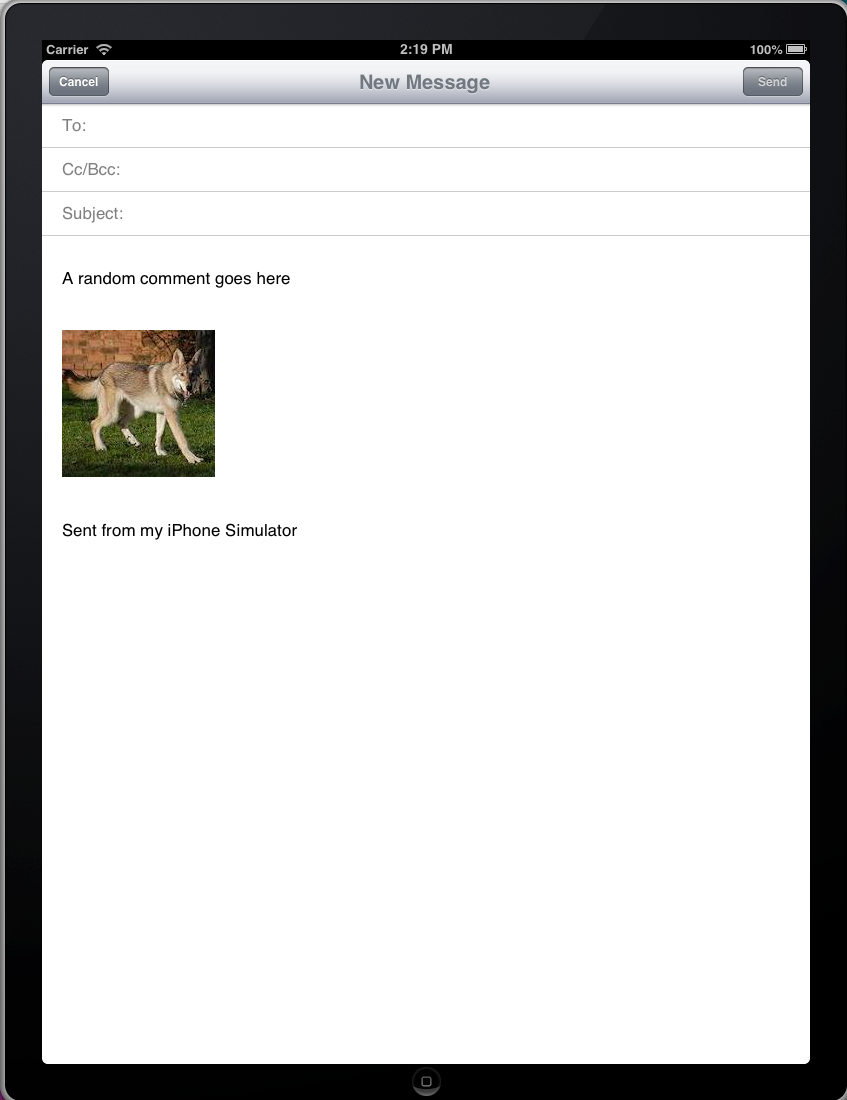 Carrier 2:19 PM 100%
Cancel New Message Send
To:
Cc/Bcc:
Subject:
A random comment goes here
Sent from my iPhone Simulator